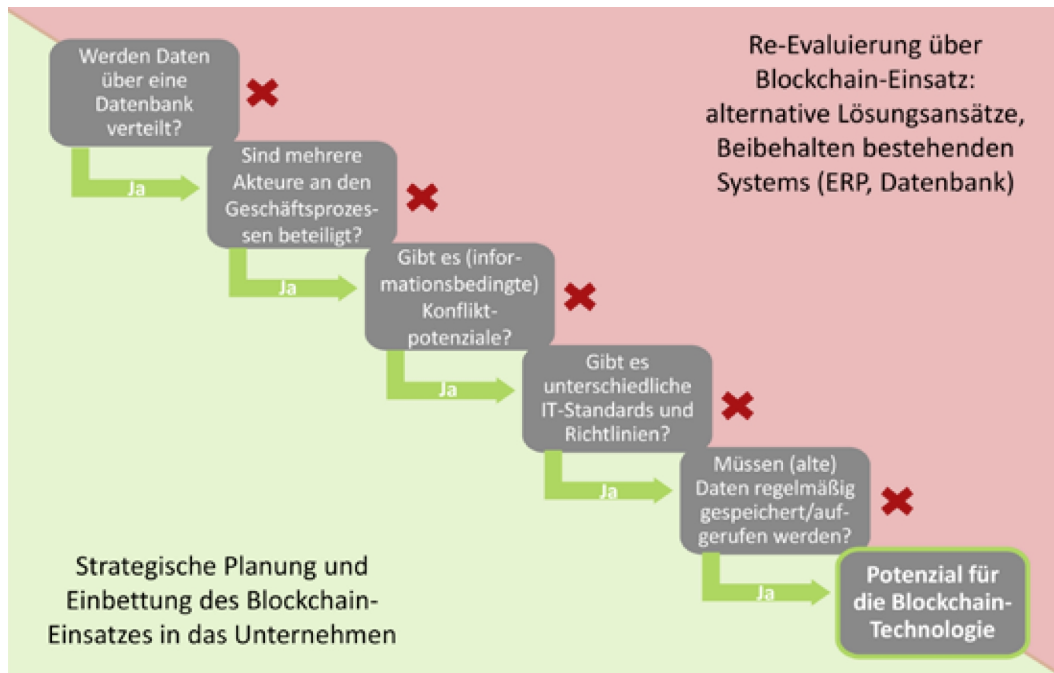 Werden Daten
über eine
Datenbank
verteilt?
Re-Evaluierung über
Blockchain-Einsatz:
alternative Lösungsansätze,
Beibehalten bestehenden
Systems (ERP, Datenbank)
Ja
Sind mehrere
Akteure an den
Geschäftsprozes-
sen beteiligt?
Ja
Gibt es (infor-
mationsbedingte)
Konflikt-
potenziale?
Ja
Gibt es
unterschiedliche
IT-Standards und
Richtlinien?
Ja
Müssen (alte)
Daten regelmäßig
gespeichert/auf-
gerufen werden?
Ja
Potenzial für
die Blockchain-
Technologie
Strategische Planung und
Einbettung des Blockchain-
Einsatzes in das Unternehmen